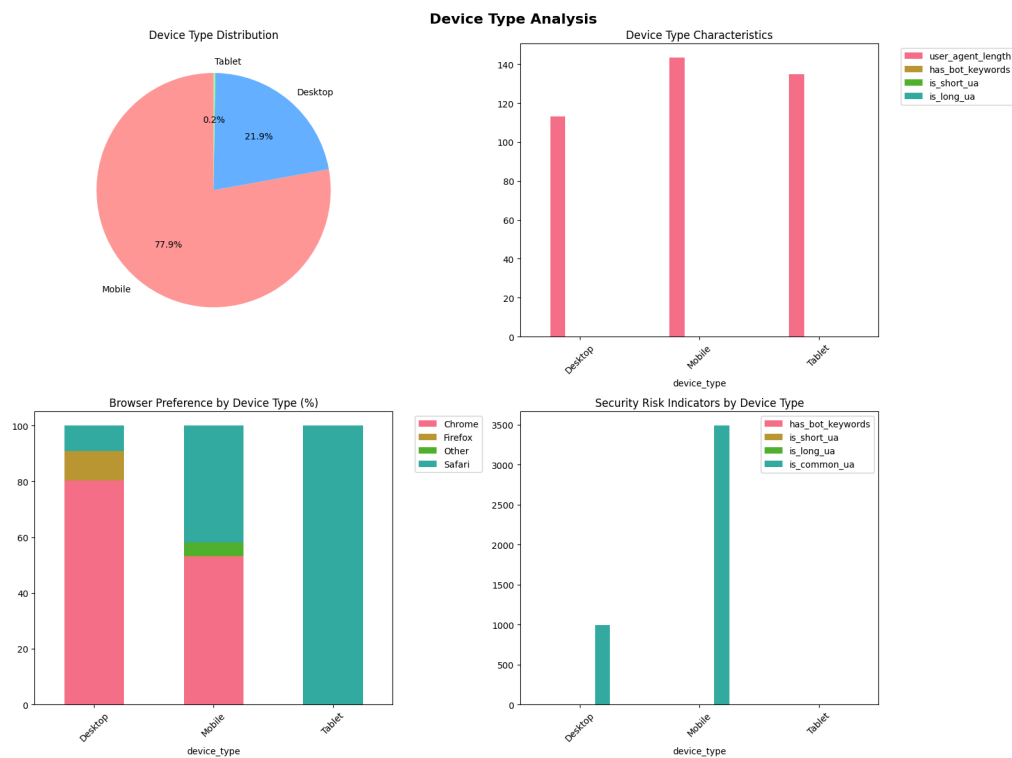 Device Type Analysis
Device Type Distribution
Tablet
Desktop
0.2%
21.9%
77.9%
Mobile
Device Type Characteristics
140
120
100
80
60
40
20
0
Desktop
Mobile
Tablet
device_type
user_agent_length
has_bot_keywords
is_short_ua
is_long_ua
Browser Preference by Device Type (%)
100
80
60
40
20
0
Desktop
Mobile
Tablet
device_type
Chrome
Firefox
Other
Safari
Security Risk Indicators by Device Type
3500
3000
2500
2000
1500
1000
500
0
Desktop
Mobile
Tablet
device_type
has_bot_keywords
is_short_ua
is_long_ua
is_common_ua